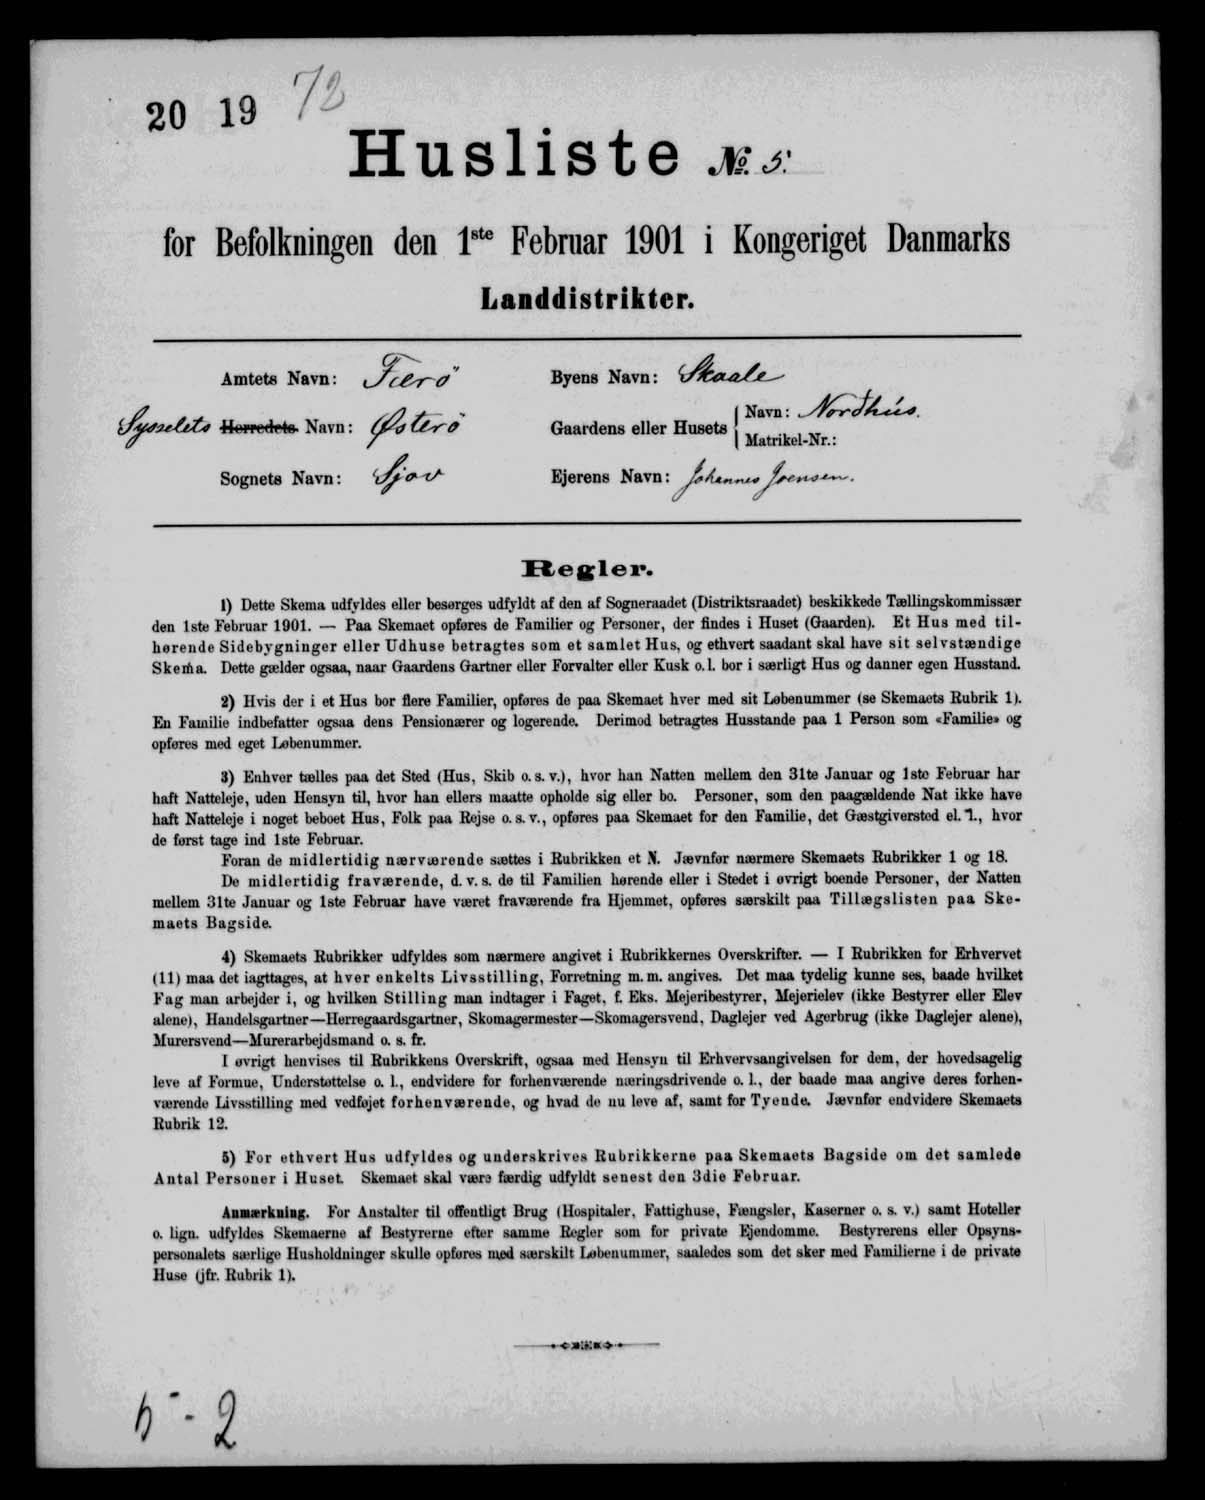 20 19 72
Husliste № 5.
for Befolkningen den 1ste Februar 1901 i Kongeriget Danmarks
Landdistrikter.
Amtets Navn: Færö
Byens Navn: Skaale
Sysselets Herredets Navn: Østerö
Gaardens eller Husets
Navn: Nordhús.
Matrikel-Nr.:
Sognets Navn: Sjov
Ejerens Navn: Johannes Joensen.
Regler.
1) Dette Skema udfyldes eller besørges udfyldt af den af Sogneraadet (Distriktsraadet) beskikkede Tællingskommissær
den 1ste Februar 1901. — Paa Skemaet opføres de Familier og Personer, der findes i Huset (Gaarden). Et Hus med til-
hørende Sidebygninger eller Udhuse betragtes som et samlet Hus, og ethvert saadant skal have sit selvstændige
Skema. Dette gælder ogsaa, naar Gaardens Gartner eller Forvalter eller Kusk o. l. bor i særligt Hus og danner egen Husstand.
2) Hvis der i et Hus bor flere Familier, opføres de paa Skemaet hver med sit Løbenummer (se Skemaets Rubrik 1).
En Familie indbefatter ogsaa dens Pensionærer og logerende. Derimod betragtes Husstande paa 1 Person som «Familie» og
opføres med eget Løbenummer.
3) Enhver tælles paa det Sted (Hus, Skib o. s. v.), hvor han Natten mellem den 31te Januar og 1ste Februar har
haft Natteleje, uden Hensyn til, hvor han ellers maatte opholde sig eller bo. Personer, som den paagældende Nat ikke have
haft Natteleje i noget beboet Hus, Folk paa Rejse o. s. v., opføres paa Skemaet for den Familie, det Gæstgiversted el. l., hvor
de først tage ind 1ste Februar.
Foran de midlertidig nærværende sættes i Rubrikken et N. Jævnfør nærmere Skemaets Rubrikker 1 og 18.
De midlertidig fraværende, d. v. s. de til Familien hørende eller i Stedet i øvrigt boende Personer, der Natten
mellem 31te Januar og 1ste Februar have været fraværende fra Hjemmet, opføres særskilt paa Tillægslisten paa Ske-
maets Bagside.
4) Skemaets Rubrikker udfyldes som nærmere angivet i Rubrikkernes Overskrifter. — I Rubrikken for Erhvervet
(11) maa det iagttages, at hver enkelts Livsstilling, Forretning m. m. angives. Det maa tydelig kunne ses, baade hvilket
Fag man arbejder i, og hvilken Stilling man indtager i Faget, f. Eks. Mejeribestyrer, Mejerielev (ikke Bestyrer eller Elev
alene), Handelsgartner—Herregaardsgartner, Skomagermester—Skomagersvend, Daglejer ved Agerbrug (ikke Daglejer alene),
Murersvend—Murerarbejdsmand o. s. fr.
I øvrigt henvises til Rubrikkens Overskrift, ogsaa med Hensyn til Erhvervsangivelsen for dem, der hovedsagelig
leve af Formue, Understøttelse o. l., endvidere for forhenværende næringsdrivende o. l., der baade maa angive deres forhen-
værende Livsstilling med vedføjet forhenværende, og hvad de nu leve af, samt for Tyende. Jævnfør endvidere Skemaets
Rubrik 12.
5) For ethvert Hus udfyldes og underskrives Rubrikkerne paa Skemaets Bagside om det samlede
Antal Personer i Huset. Skemaet skal være færdig udfyldt senest den 3die Februar.
Anmærkning. For Anstalter til offentligt Brug (Hospitaler, Fattighuse, Fængsler, Kaserner o. s. v.) samt Hoteller
o. lign. udfyldes Skemaerne af Bestyrerne efter samme Regler som for private Ejendomme. Bestyrerens eller Opsyns-
personalets særlige Husholdninger skulle opføres med særskilt Løbenummer, saaledes som det sker med Familierne i de private
Huse (jfr. Rubrik 1).
5 - 2